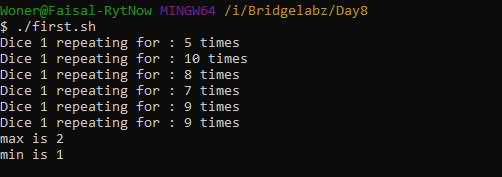 Woner@Faisal-RytNow MINGW64 /i/Bridgelabz/Day8
$ ./first.sh
Dice 1 repeating for : 5 times
Dice 1 repeating for : 10 times
Dice 1 repeating for : 8 times
Dice 1 repeating for : 7 times
Dice 1 repeating for : 9 times
Dice 1 repeating for : 9 times
max is 2
min is 1